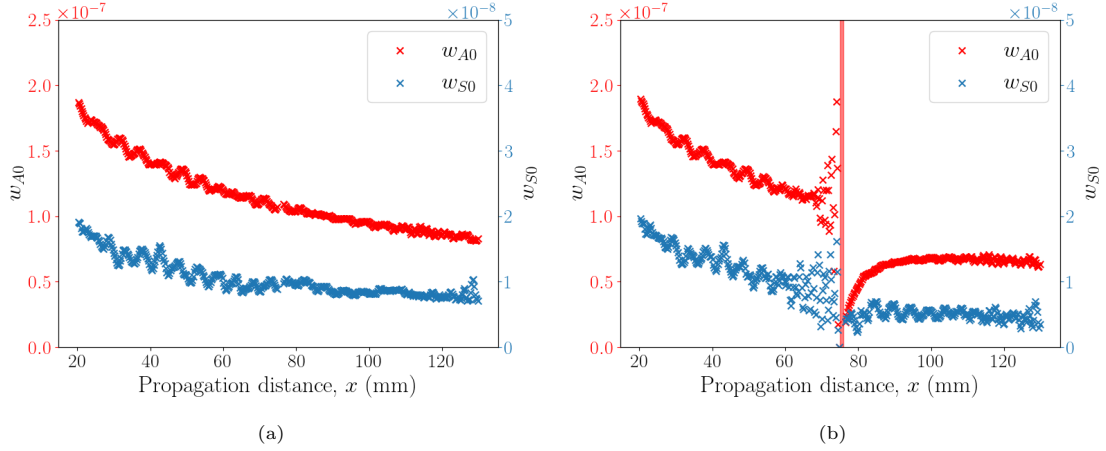 ×10⁻⁷ ×10⁻⁸
2.5 5
w_A0
w_S0
2.0 4
1.5 3
1.0 2
0.5 1
0.0 0
w_A0 w_S0
20 40 60 80 100 120
Propagation distance, x (mm)
(a)
×10⁻⁷ ×10⁻⁸
2.5 5
w_A0
w_S0
2.0 4
1.5 3
1.0 2
0.5 1
0.0 0
w_A0 w_S0
20 40 60 80 100 120
Propagation distance, x (mm)
(b)